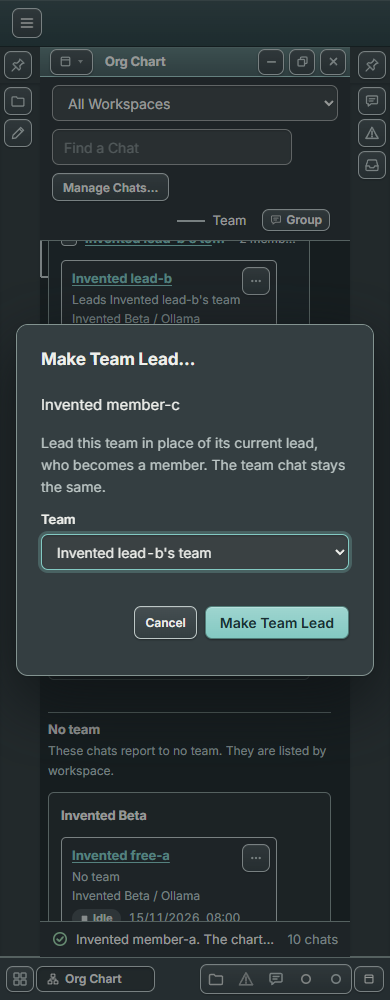 Org Chart
All Workspaces
Find a Chat
Manage Chats...
Team
Group
Invented lead-b
Leads Invented lead-b's team
Invented Beta / Ollama
Make Team Lead...
Invented member-c
Lead this team in place of its current lead,
who becomes a member. The team chat stays
the same.
Team
Invented lead-b's team
Cancel
Make Team Lead
No team
These chats report to no team. They are listed by
workspace.
Invented Beta
Invented free-a
No team
Invented Beta / Ollama
Idle 15/11/2026, 08:00
Invented member-a. The chart... 10 chats
Org Chart